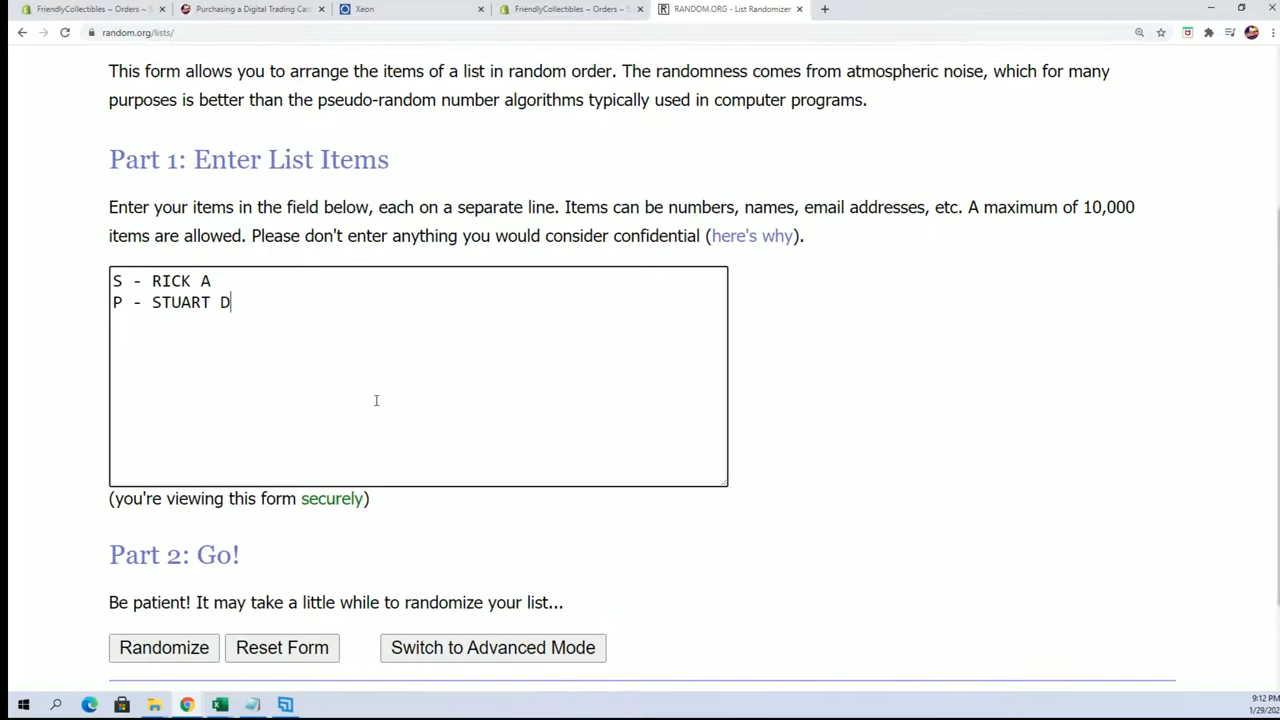 FriendlyCollectibles ~ Orders ~ S
Purchasing a Digital Trading Car
Xeon
FriendlyCollectibles ~ Orders ~ S
RANDOM.ORG - List Randomizer
random.org/lists/
This form allows you to arrange the items of a list in random order. The randomness comes from atmospheric noise, which for many
purposes is better than the pseudo-random number algorithms typically used in computer programs.
Part 1: Enter List Items
Enter your items in the field below, each on a separate line. Items can be numbers, names, email addresses, etc. A maximum of 10,000
items are allowed. Please don't enter anything you would consider confidential (here's why).
S - RICK A
P - STUART D
(you're viewing this form securely)
Part 2: Go!
Be patient! It may take a little while to randomize your list...
Randomize Reset Form Switch to Advanced Mode
9:12 PM
1/29/202